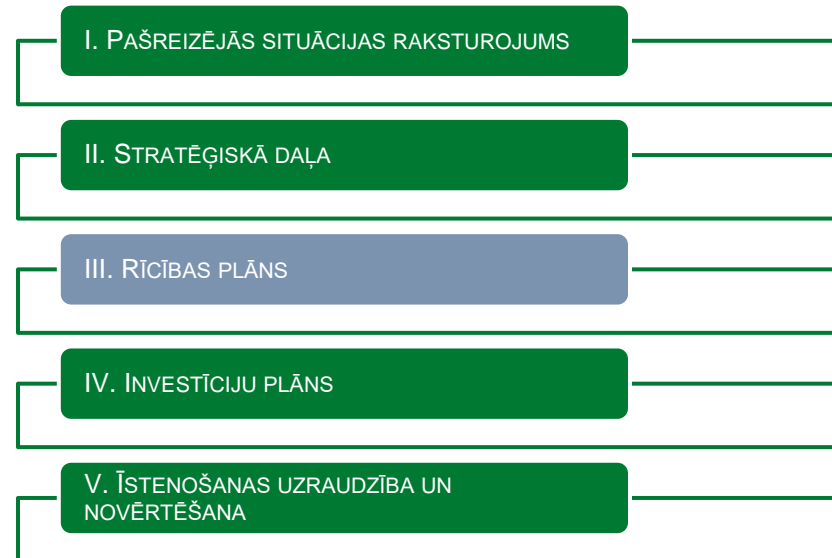 I. PAŠREIZĒJĀS SITUĀCIJAS RAKSTUROJUMS
II. STRATĒĢISKĀ DAĻA
III. RĪCĪBAS PLĀNS
IV. INVESTĪCIJU PLĀNS
V. ĪSTENOŠANAS UZRAUDZĪBA UN
NOVĒRTĒŠANA